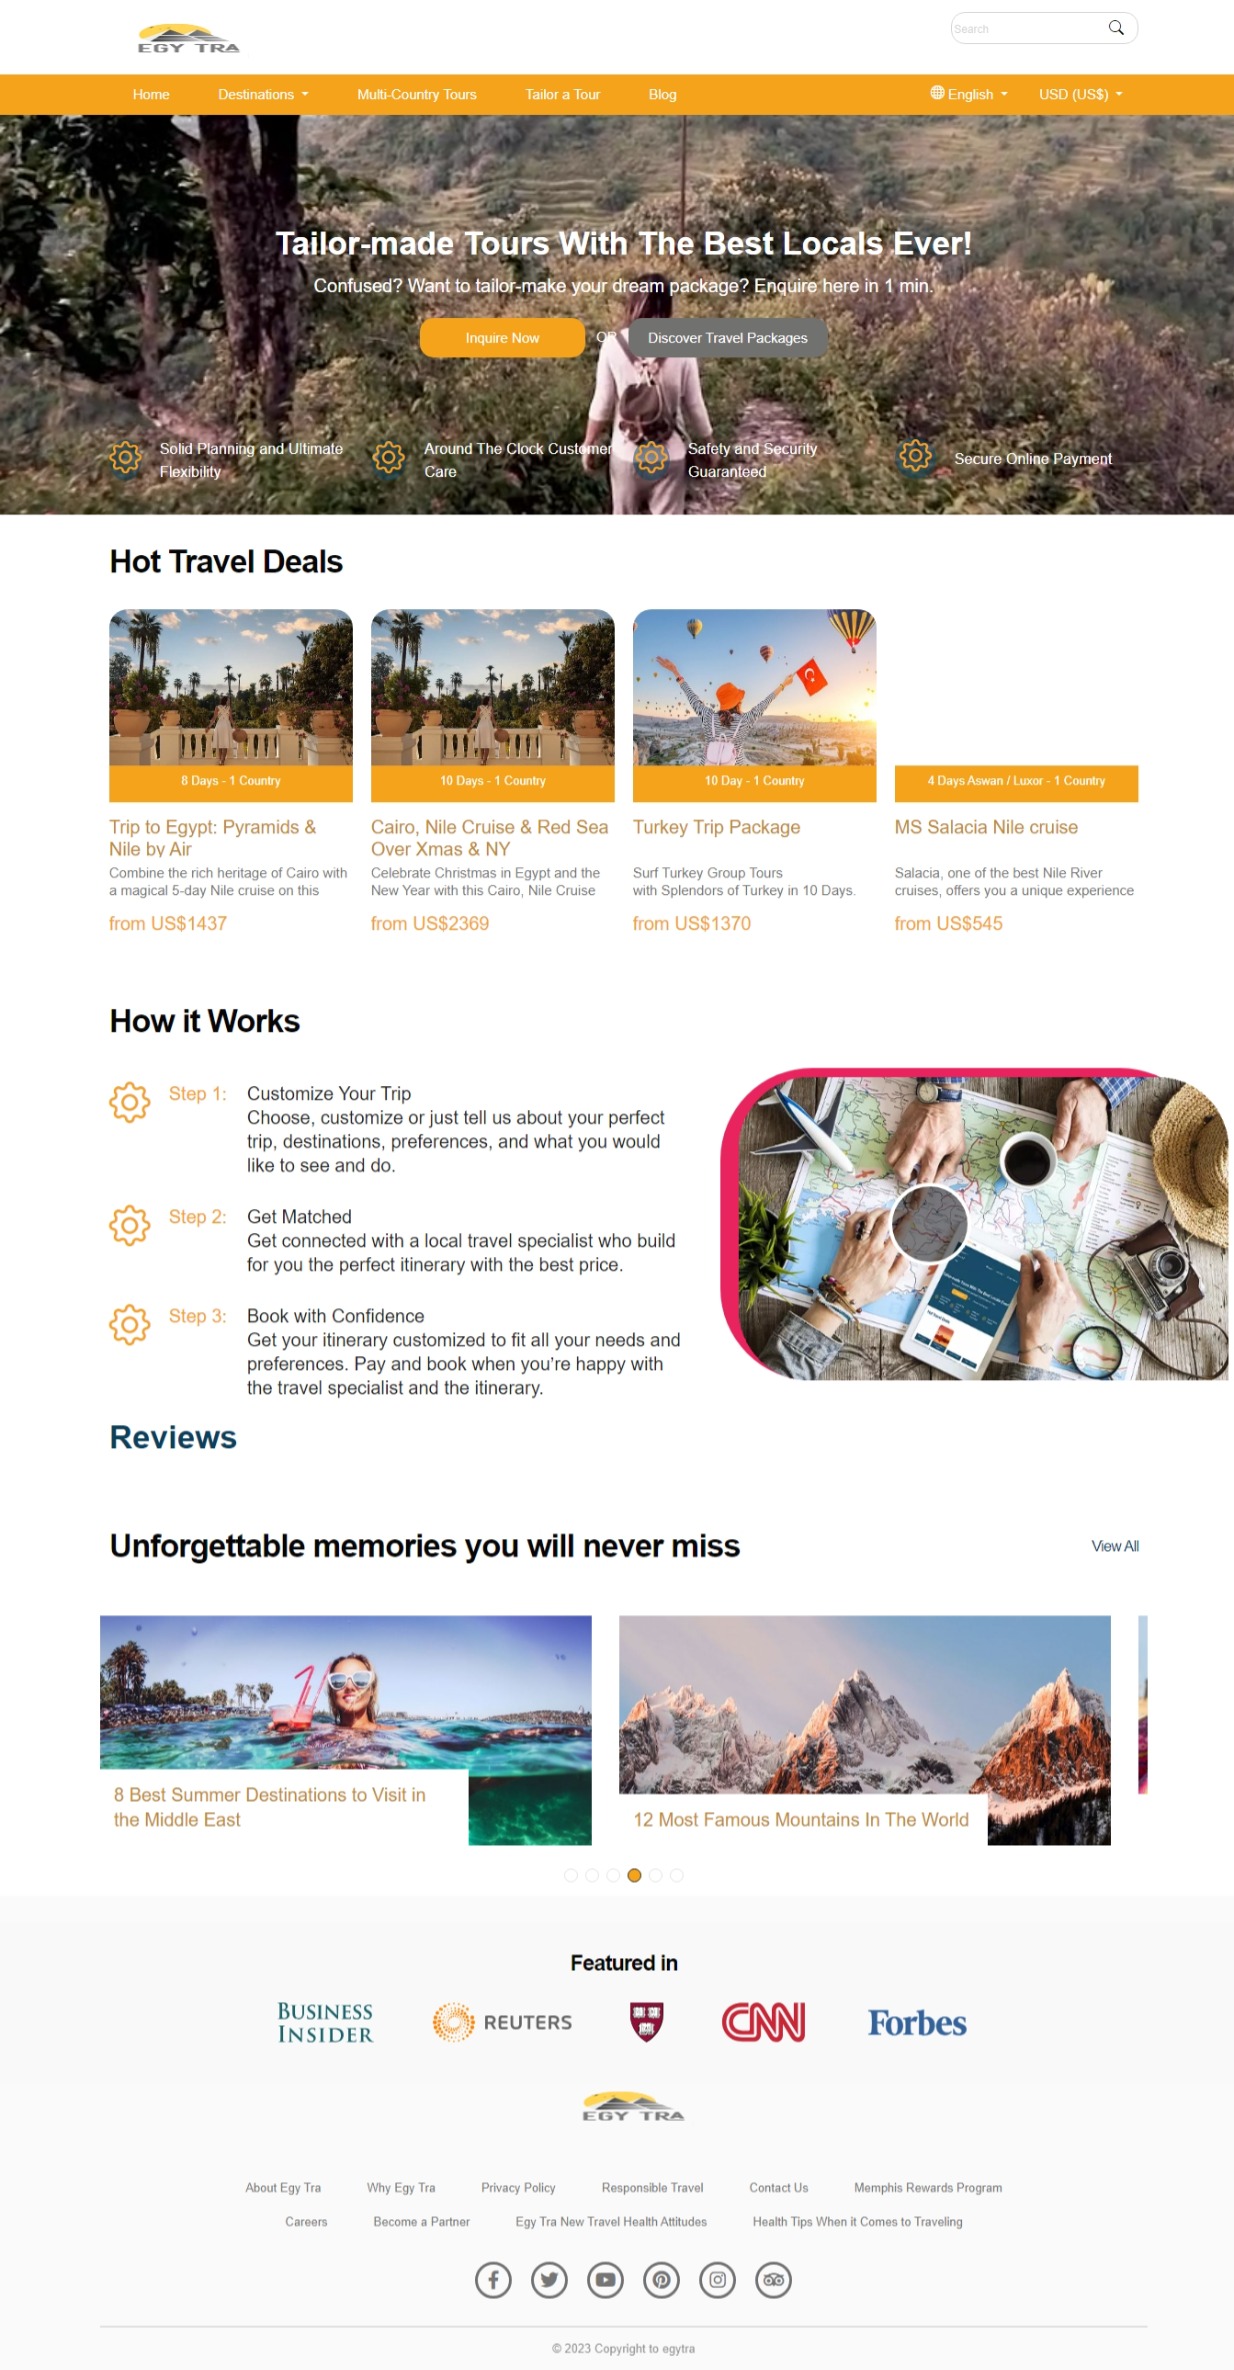 EGY TRA
Search
Home
Destinations
Multi-Country Tours
Tailor a Tour
Blog
English
USD (US$)
Tailor-made Tours With The Best Locals Ever!
Confused? Want to tailor-make your dream package? Enquire here in 1 min.
Inquire Now
OR
Discover Travel Packages
Solid Planning and Ultimate
Flexibility
Around The Clock Customer
Care
Safety and Security
Guaranteed
Secure Online Payment
Hot Travel Deals
8 Days - 1 Country
Trip to Egypt: Pyramids &
Nile by Air
Combine the rich heritage of Cairo with
a magical 5-day Nile cruise on this
from US$1437
10 Days - 1 Country
Cairo, Nile Cruise & Red Sea
Over Xmas & NY
Celebrate Christmas in Egypt and the
New Year with this Cairo, Nile Cruise
from US$2369
10 Day - 1 Country
Turkey Trip Package
Surf Turkey Group Tours
with Splendors of Turkey in 10 Days.
from US$1370
4 Days Aswan / Luxor - 1 Country
MS Salacia Nile cruise
Salacia, one of the best Nile River
cruises, offers you a unique experience
from US$545
How it Works
Step 1:
Customize Your Trip
Choose, customize or just tell us about your perfect
trip, destinations, preferences, and what you would
like to see and do.
Step 2:
Get Matched
Get connected with a local travel specialist who build
for you the perfect itinerary with the best price.
Step 3:
Book with Confidence
Get your itinerary customized to fit all your needs and
preferences. Pay and book when you’re happy with
the travel specialist and the itinerary.
Reviews
Unforgettable memories you will never miss
View All
8 Best Summer Destinations to Visit in
the Middle East
12 Most Famous Mountains In The World
Featured in
BUSINESS
INSIDER
REUTERS
CNN
Forbes
EGY TRA
About Egy Tra
Why Egy Tra
Privacy Policy
Responsible Travel
Contact Us
Memphis Rewards Program
Careers
Become a Partner
Egy Tra New Travel Health Attitudes
Health Tips When it Comes to Traveling
© 2023 Copyright to egytra